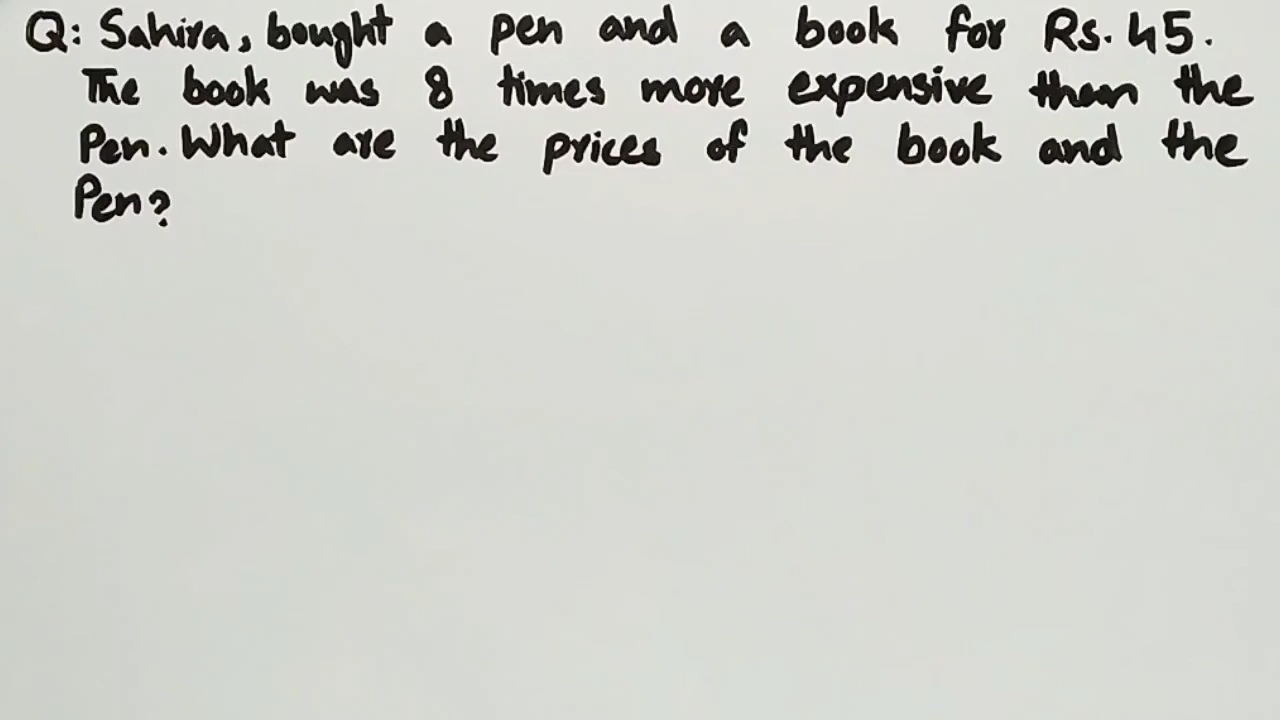 Q: Sahira, bought a pen and a book for Rs. 45.
The book was 8 times more expensive than the
Pen. What are the prices of the book and the
Pen?